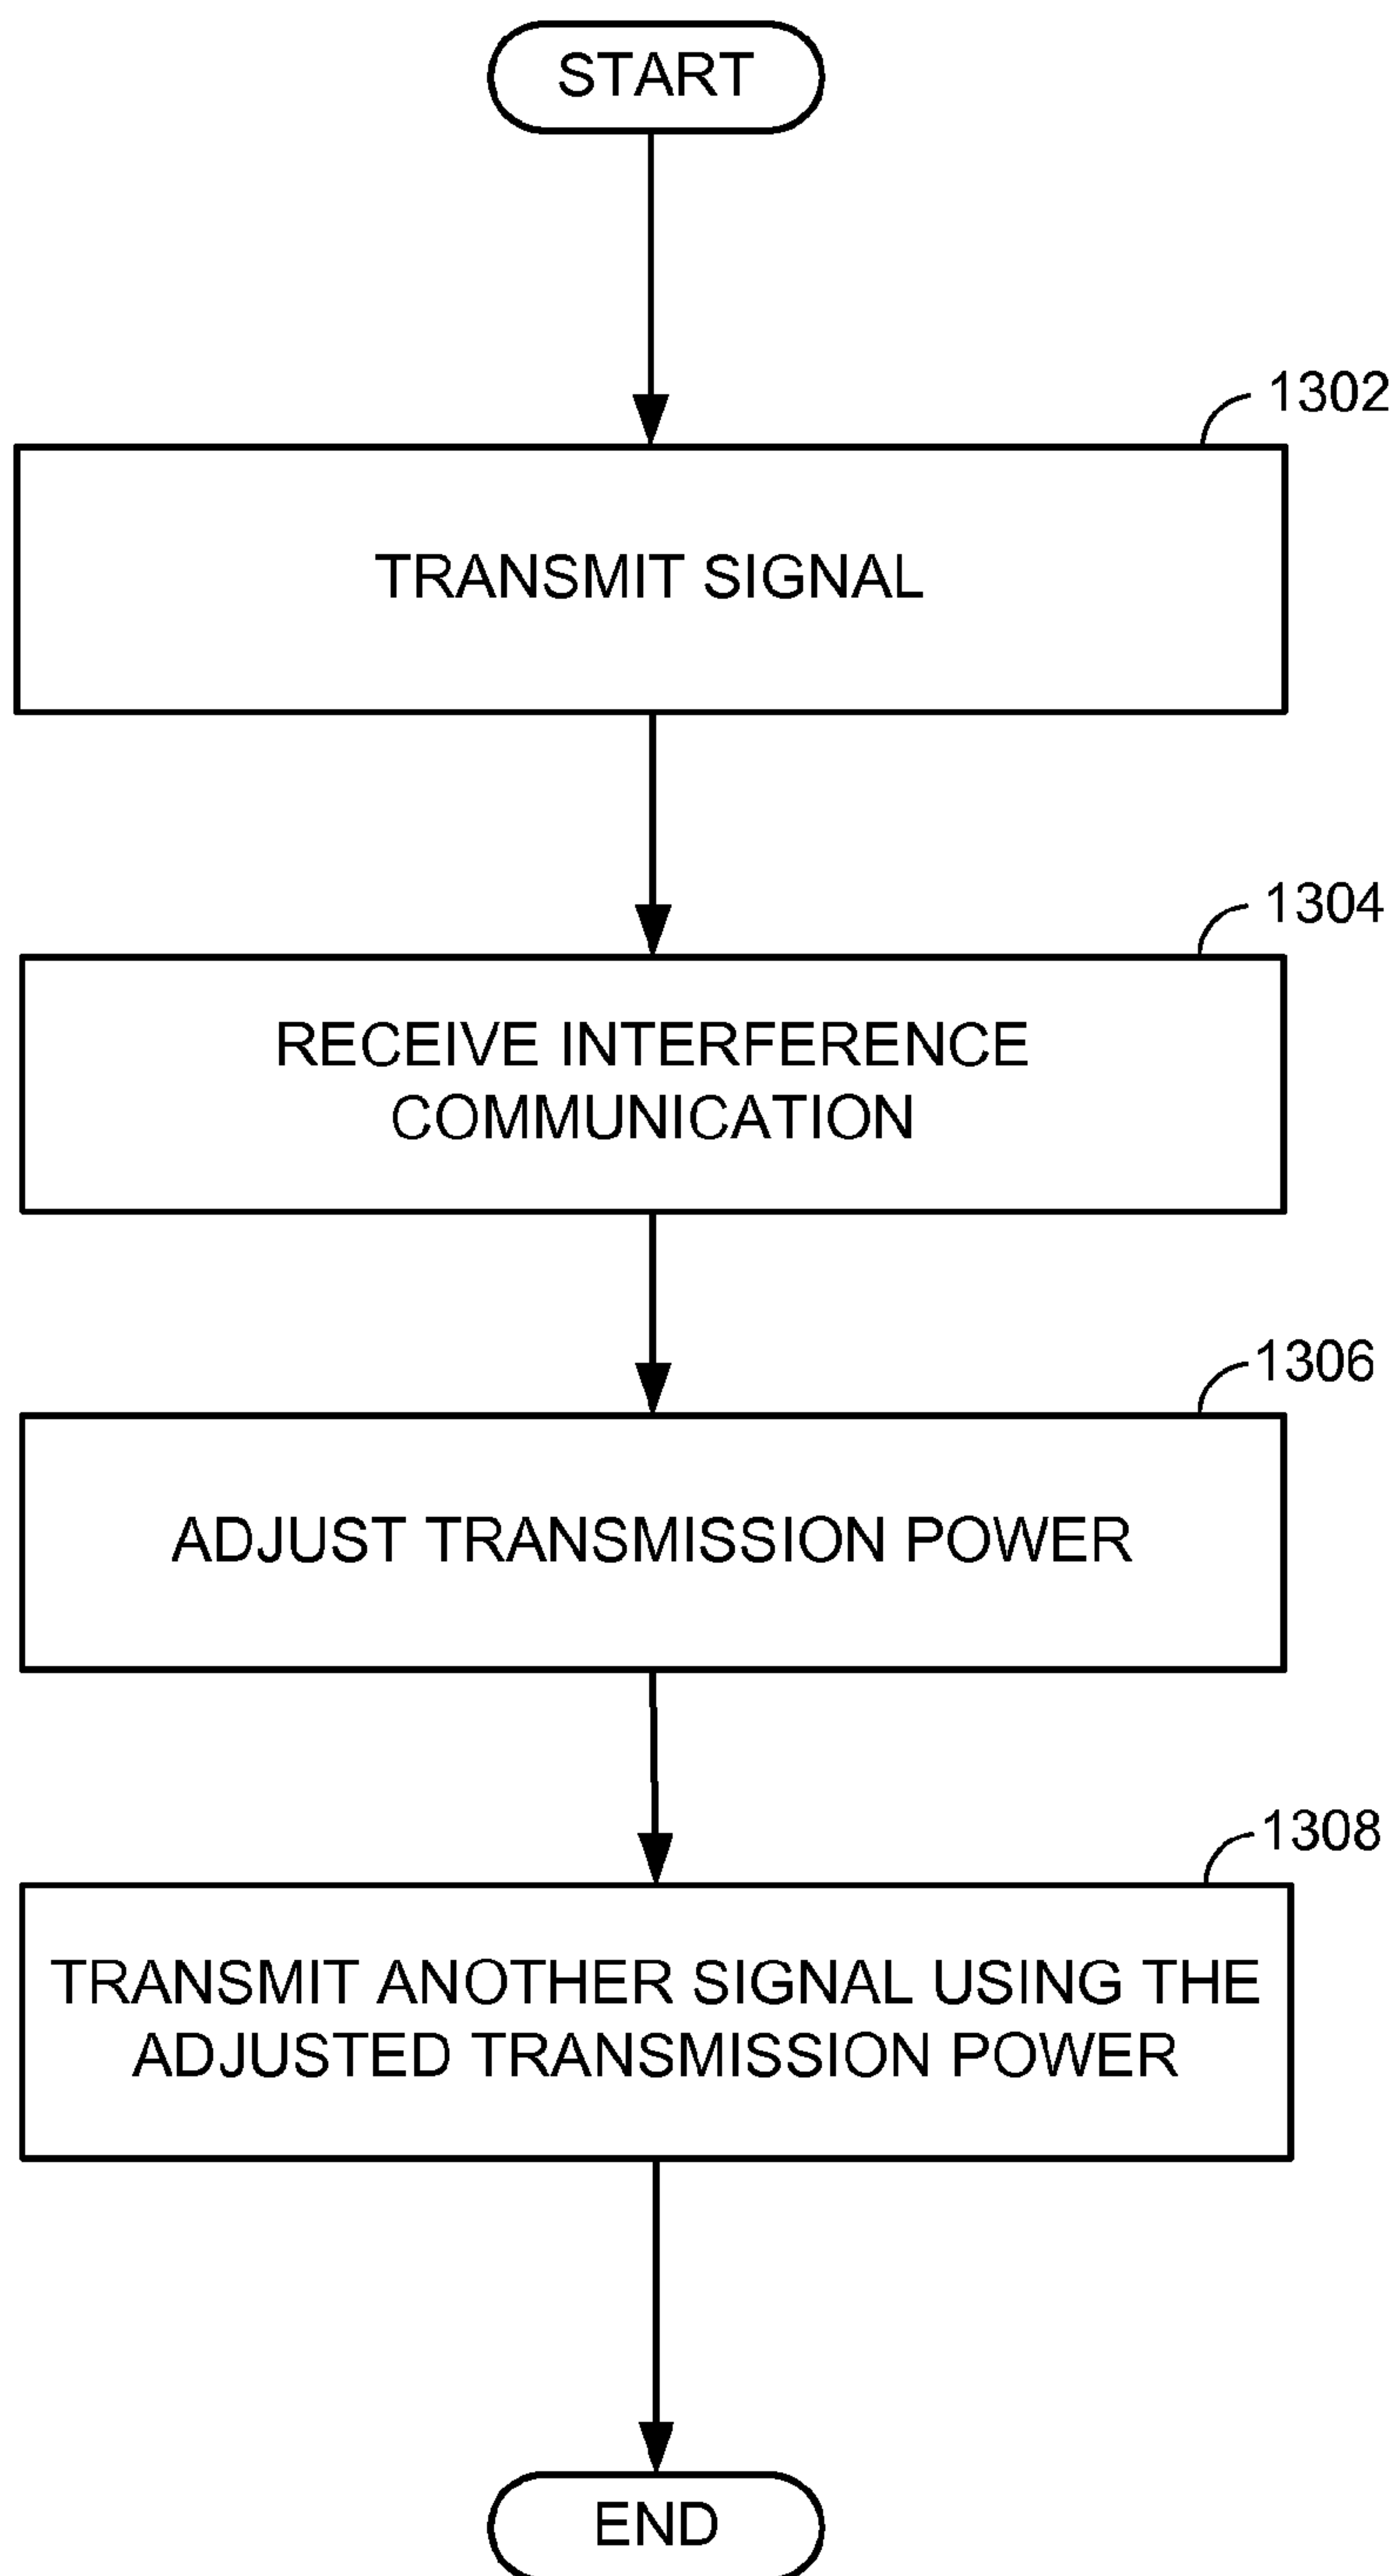 START
1302
TRANSMIT SIGNAL
1304
RECEIVE INTERFERENCE
COMMUNICATION
1306
ADJUST TRANSMISSION POWER
1308
TRANSMIT ANOTHER SIGNAL USING THE
ADJUSTED TRANSMISSION POWER
END